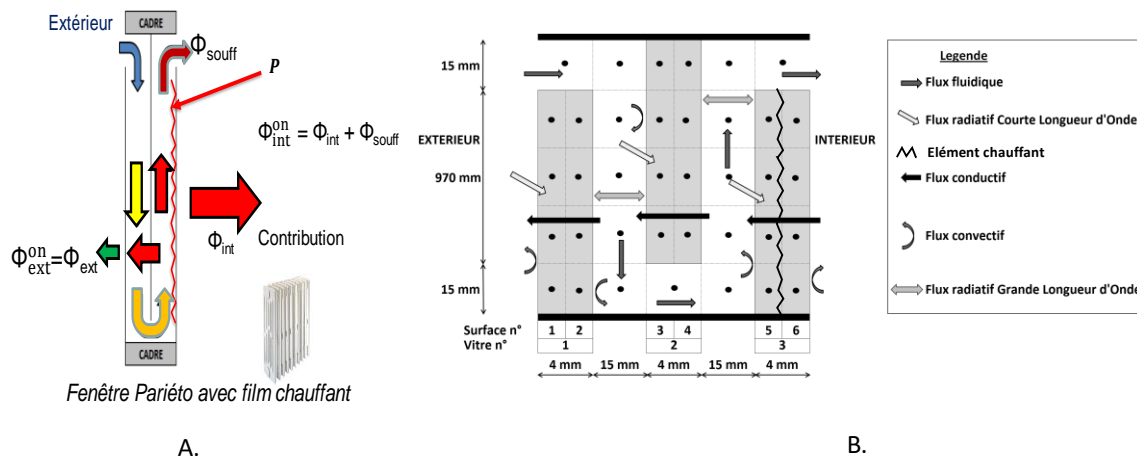 Extérieur
CADRE
Φsouff
P
Φ^on_int = Φint + Φsouff
Φint
Contribution
Φ^on_ext=Φext
CADRE
Fenêtre Pariéto avec film chauffant
A.
15 mm
EXTERIEUR
INTERIEUR
970 mm
15 mm
Surface n° 1 2 3 4 5 6
Vitre n° 1 2 3
4 mm 15 mm 4 mm 15 mm 4 mm
Legende
Flux fluidique
Flux radiatif Courte Longueur d'Onde
Elément chauffant
Flux conductif
Flux convectif
Flux radiatif Grande Longueur d'Onde
B.